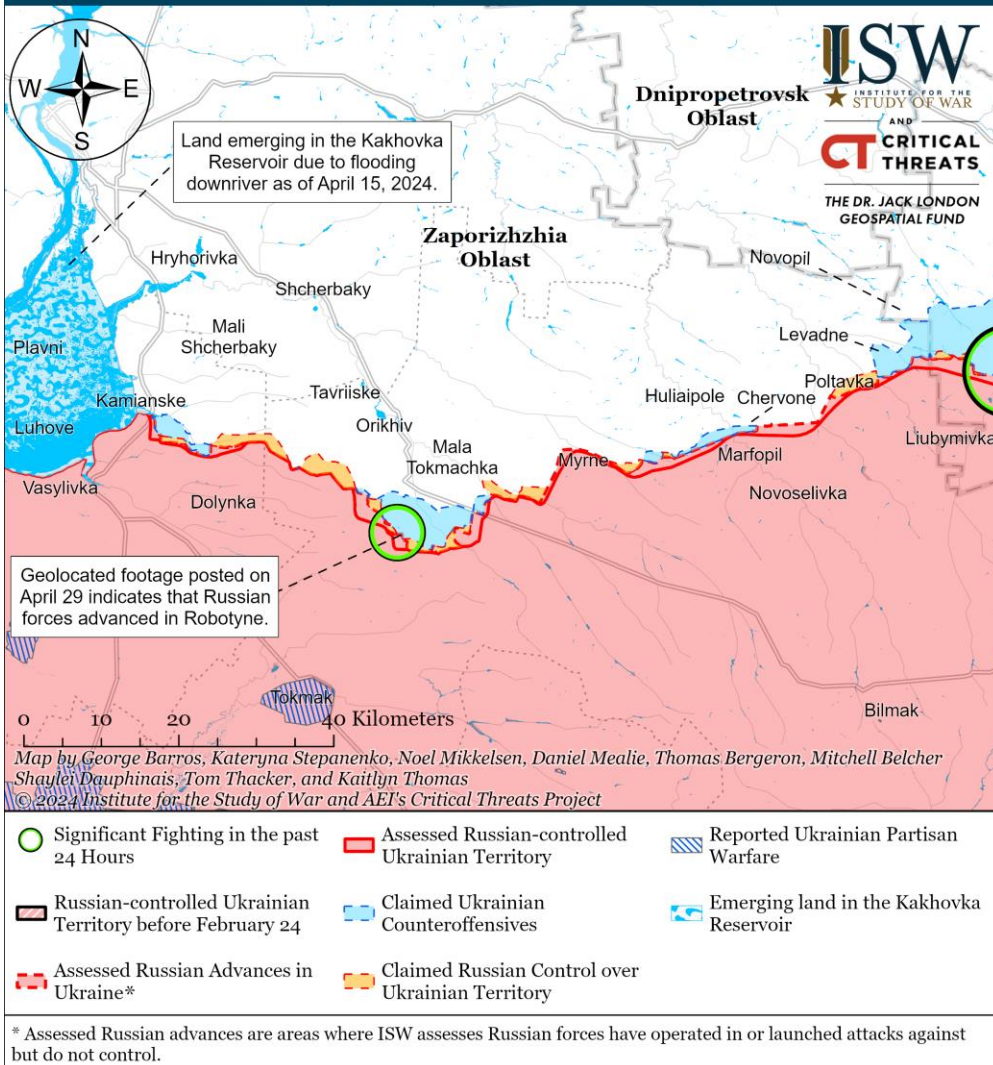 N
W
E
S
ISW
INSTITUTE FOR THE
STUDY OF WAR
AND
CT CRITICAL
THREATS
THE DR. JACK LONDON
GEOSPATIAL FUND
Dnipropetrovsk
Oblast
Land emerging in the Kakhovka
Reservoir due to flooding
downriver as of April 15, 2024.
Zaporizhzhia
Oblast
Hryhorivka
Novopil
Shcherbaky
Mali
Shcherbaky
Levadne
Plavni
Poltavka
Tavriiske
Huliaipole
Chervone
Kamianske
Orikhiv
Luhove
Liubymivka
Mala
Tokmachka
Myrne
Marfopil
Vasylivka
Dolynka
Novoselivka
Geolocated footage posted on
April 29 indicates that Russian
forces advanced in Robotyne.
Tokmak
Bilmak
0 10 20 40 Kilometers
Map by George Barros, Kateryna Stepanenko, Noel Mikkelsen, Daniel Mealie, Thomas Bergeron, Mitchell Belcher
Shaylei Dauphinais, Tom Thacker, and Kaitlyn Thomas
© 2024 Institute for the Study of War and AEI's Critical Threats Project
Significant Fighting in the past
24 Hours
Russian-controlled Ukrainian
Territory before February 24
Assessed Russian Advances in
Ukraine*
Assessed Russian-controlled
Ukrainian Territory
Claimed Ukrainian
Counteroffensives
Claimed Russian Control over
Ukrainian Territory
Reported Ukrainian Partisan
Warfare
Emerging land in the Kakhovka
Reservoir
* Assessed Russian advances are areas where ISW assesses Russian forces have operated in or launched attacks against
but do not control.